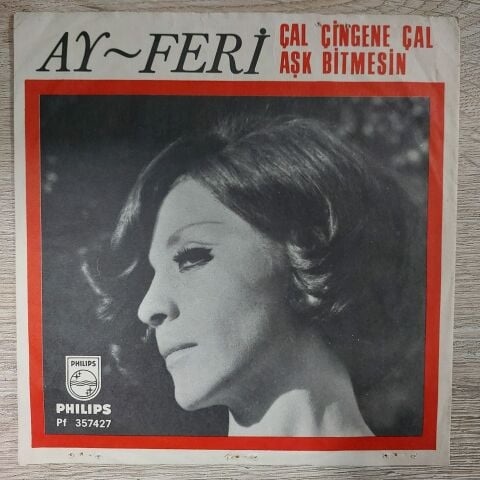 AY~FERİ
ÇAL ÇİNGENE ÇAL
AŞK BİTMESİN
PHILIPS
PHILIPS
Pf 357427